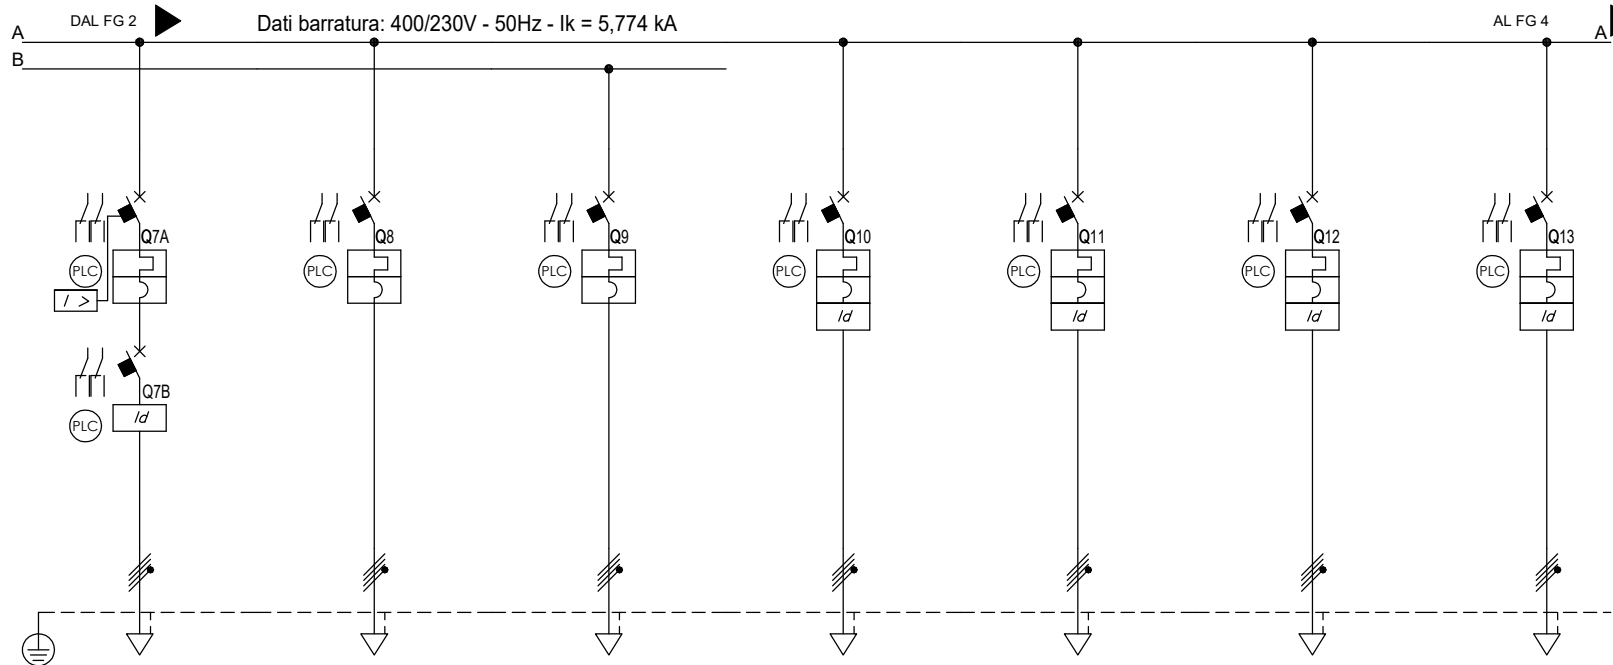 DAL FG 2
Dati barratura: 400/230V - 50Hz - Ik = 5,774 kA
AL FG 4
A
A
B
Q7A
Q8
Q9
Q10
Q11
Q12
Q13
PLC
PLC
PLC
PLC
PLC
PLC
PLC
I >
Id
Id
Id
Id
Q7B
Id
PLC